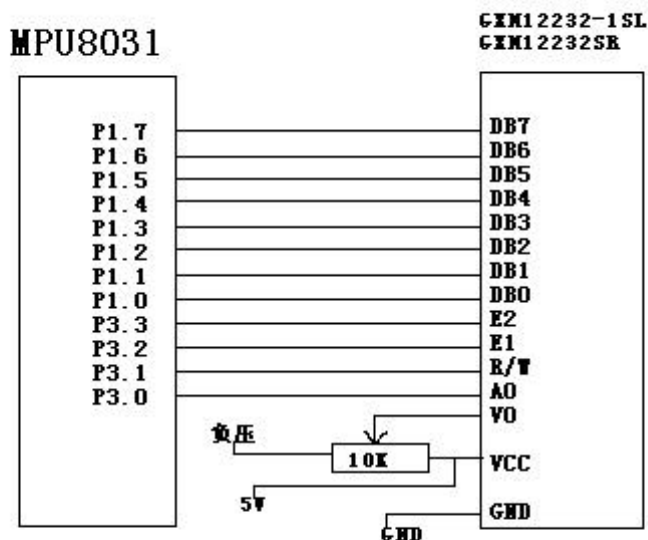 GXM12232-1SL
GXM12232SR
MPU8031
P1.7
P1.6
P1.5
P1.4
P1.3
P1.2
P1.1
P1.0
P3.3
P3.2
P3.1
P3.0
DB7
DB6
DB5
DB4
DB3
DB2
DB1
DB0
E2
E1
R/W
A0
V0
VCC
GND
负压
10K
5V
GND